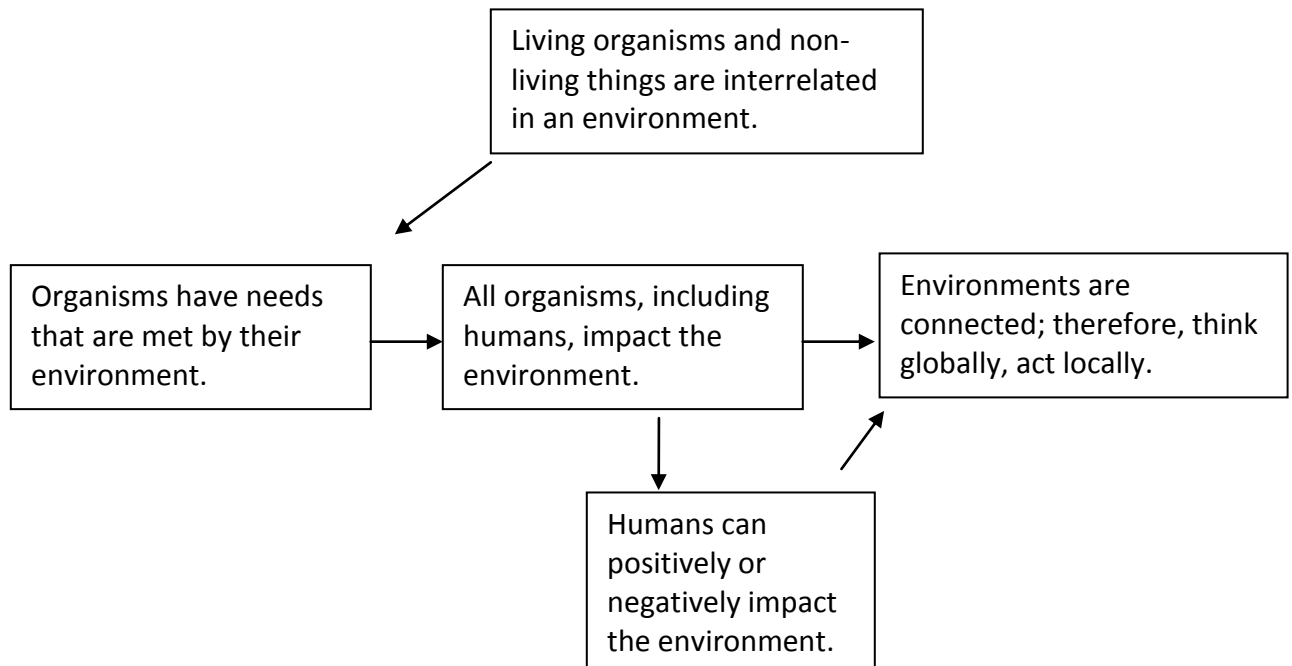 Living organisms and non-
living things are interrelated
in an environment.
Organisms have needs
that are met by their
environment.
All organisms, including
humans, impact the
environment.
Environments are
connected; therefore, think
globally, act locally.
Humans can
positively or
negatively impact
the environment.